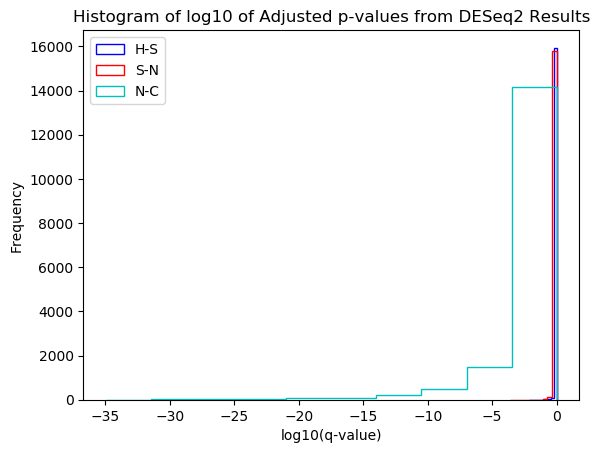 Histogram of log10 of Adjusted p-values from DESeq2 Results
H-S
S-N
N-C
16000
14000
12000
10000
8000
6000
4000
2000
0
Frequency
−35 −30 −25 −20 −15 −10 −5 0
log10(q-value)